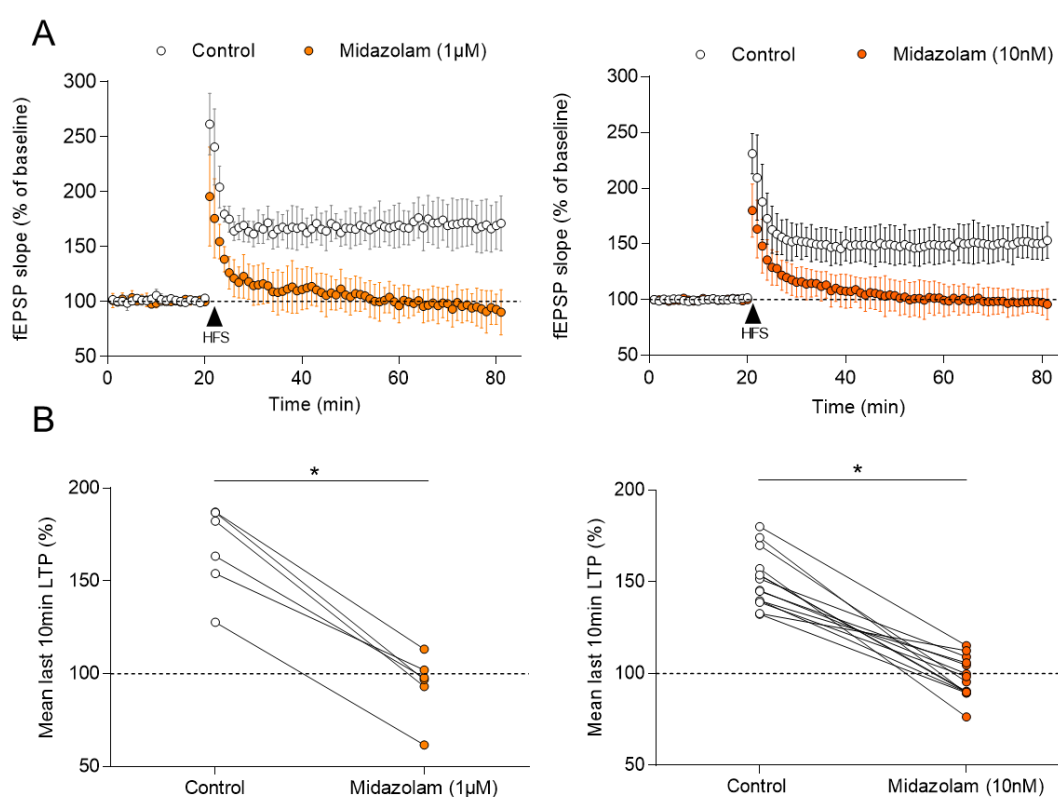 A
Control Midazolam (1µM)
fEPSP slope (% of baseline)
300
250
200
150
100
50
HFS
0 20 40 60 80
Time (min)
Control Midazolam (10nM)
fEPSP slope (% of baseline)
300
250
200
150
100
50
HFS
0 20 40 60 80
Time (min)
B
Mean last 10min LTP (%)
200
150
100
50
*
Control Midazolam (1µM)
Mean last 10min LTP (%)
200
150
100
50
*
Control Midazolam (10nM)